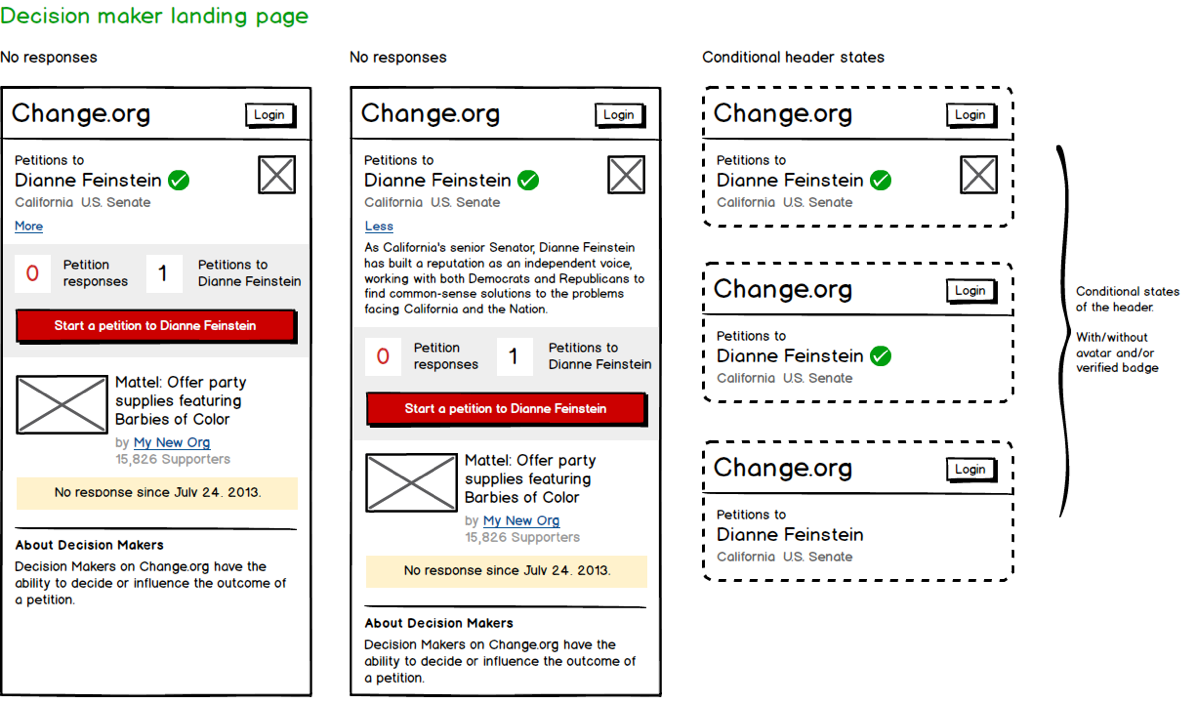 Decision maker landing page
No responses
Change.org
Login
Petitions to
Dianne Feinstein
California U.S. Senate
More
0
Petition
responses
1
Petitions to
Dianne Feinstein
Start a petition to Dianne Feinstein
Mattel: Offer party
supplies featuring
Barbies of Color
by My New Org
15,826 Supporters
No response since July 24, 2013.
About Decision Makers
Decision Makers on Change.org have the
ability to decide or influence the outcome of
a petition.
No responses
Change.org
Login
Petitions to
Dianne Feinstein
California U.S. Senate
Less
As California's senior Senator, Dianne Feinstein
has built a reputation as an independent voice,
working with both Democrats and Republicans to
find common-sense solutions to the problems
facing California and the Nation.
0
Petition
responses
1
Petitions to
Dianne Feinstein
Start a petition to Dianne Feinstein
Mattel: Offer party
supplies featuring
Barbies of Color
by My New Org
15,826 Supporters
No response since July 24, 2013.
About Decision Makers
Decision Makers on Change.org have the
ability to decide or influence the outcome of
a petition.
Conditional header states
Change.org
Login
Petitions to
Dianne Feinstein
California U.S. Senate
Change.org
Login
Petitions to
Dianne Feinstein
California U.S. Senate
Change.org
Login
Petitions to
Dianne Feinstein
California U.S. Senate
Conditional states
of the header.
With/without
avatar and/or
verified badge